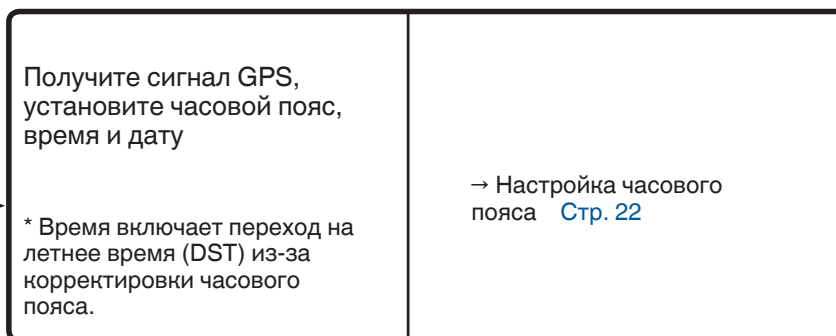 Получите сигнал GPS,
установите часовой пояс,
время и дату
* Время включает переход на
летнее время (DST) из-за
корректировки часового
пояса.
→ Настройка часового
пояса Стр. 22